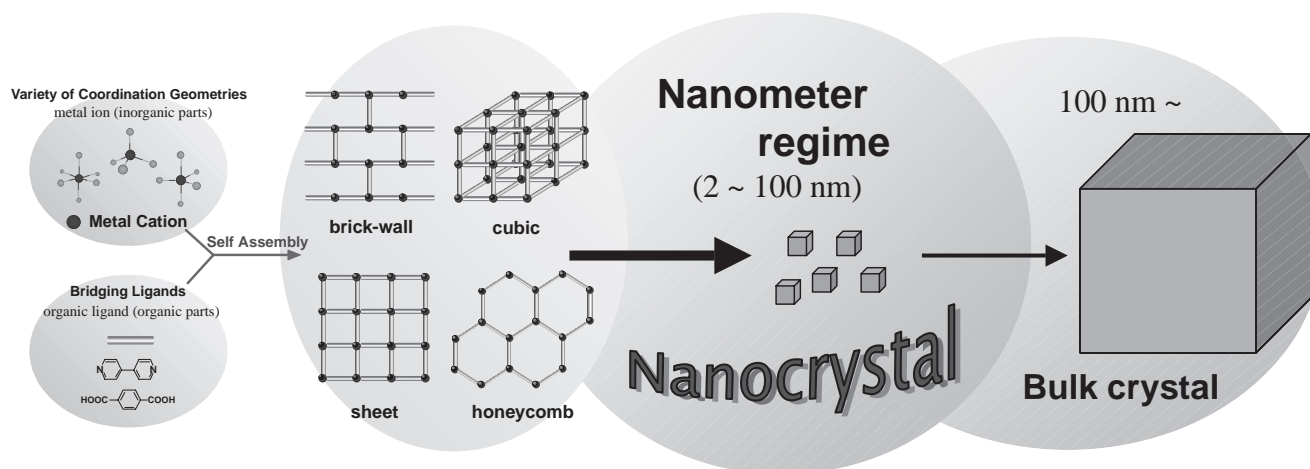 Variety of Coordination Geometries
metal ion (inorganic parts)
Metal Cation
Self Assembly
Bridging Ligands
organic ligand (organic parts)
N
N
HOOC
COOH
brick-wall
cubic
sheet
honeycomb
Nanometer
regime
(2 ~ 100 nm)
Nanocrystal
100 nm ~
Bulk crystal